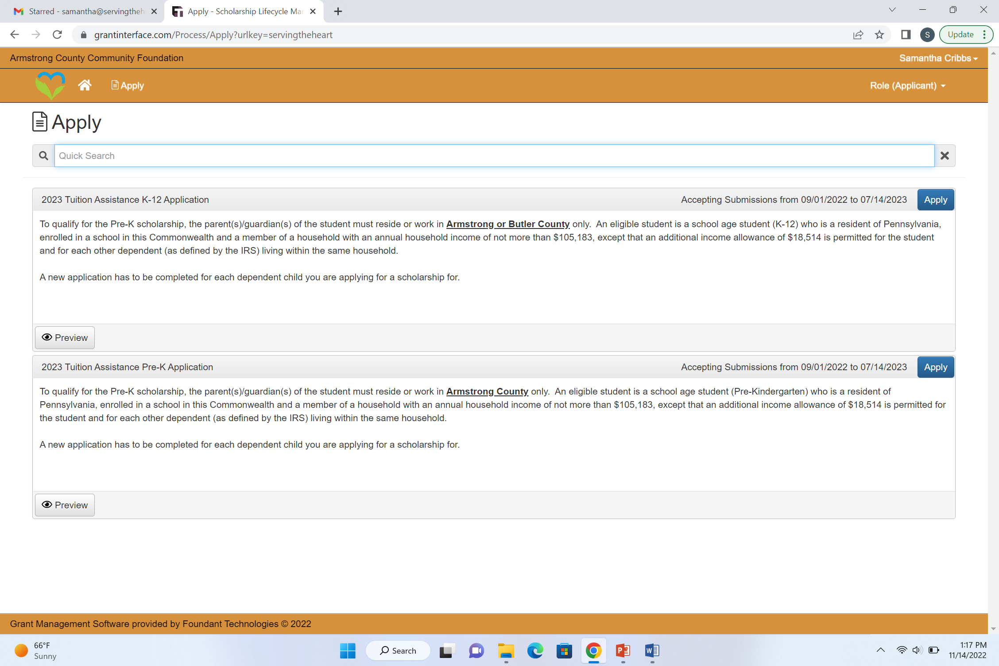 Starred - samantha@servingtheh
Apply - Scholarship Lifecycle Mar
grantinterface.com/Process/Apply?urlkey=servingtheheart
S
Update
Armstrong County Community Foundation
Samantha Cribbs
Apply
Role (Applicant)
Apply
Quick Search
2023 Tuition Assistance K-12 Application
Accepting Submissions from 09/01/2022 to 07/14/2023
Apply
To qualify for the Pre-K scholarship, the parent(s)/guardian(s) of the student must reside or work in Armstrong or Butler County only.  An eligible student is a school age student (K-12) who is a resident of Pennsylvania,
enrolled in a school in this Commonwealth and a member of a household with an annual household income of not more than $105,183, except that an additional income allowance of $18,514 is permitted for the student
and for each other dependent (as defined by the IRS) living within the same household.
A new application has to be completed for each dependent child you are applying for a scholarship for.
Preview
2023 Tuition Assistance Pre-K Application
Accepting Submissions from 09/01/2022 to 07/14/2023
Apply
To qualify for the Pre-K scholarship, the parent(s)/guardian(s) of the student must reside or work in Armstrong County only.  An eligible student is a school age student (Pre-Kindergarten) who is a resident of
Pennsylvania, enrolled in a school in this Commonwealth and a member of a household with an annual household income of not more than $105,183, except that an additional income allowance of $18,514 is permitted for
the student and for each other dependent (as defined by the IRS) living within the same household.
A new application has to be completed for each dependent child you are applying for a scholarship for.
Preview
Grant Management Software provided by Foundant Technologies © 2022
66°F
Sunny
Search
1:17 PM
11/14/2022